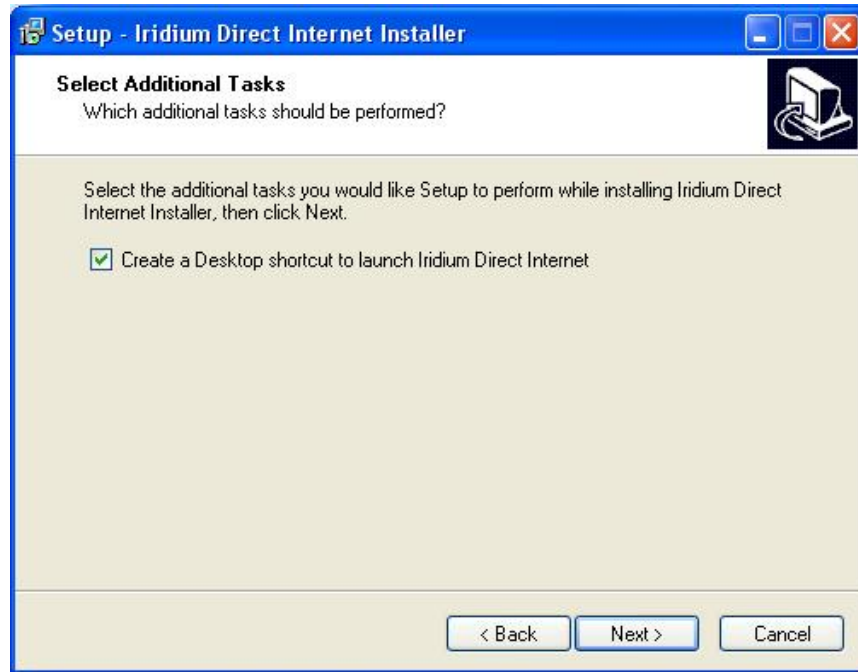 Setup - Iridium Direct Internet Installer
Select Additional Tasks
Which additional tasks should be performed?
Select the additional tasks you would like Setup to perform while installing Iridium Direct
Internet Installer, then click Next.
Create a Desktop shortcut to launch Iridium Direct Internet
< Back Next > Cancel